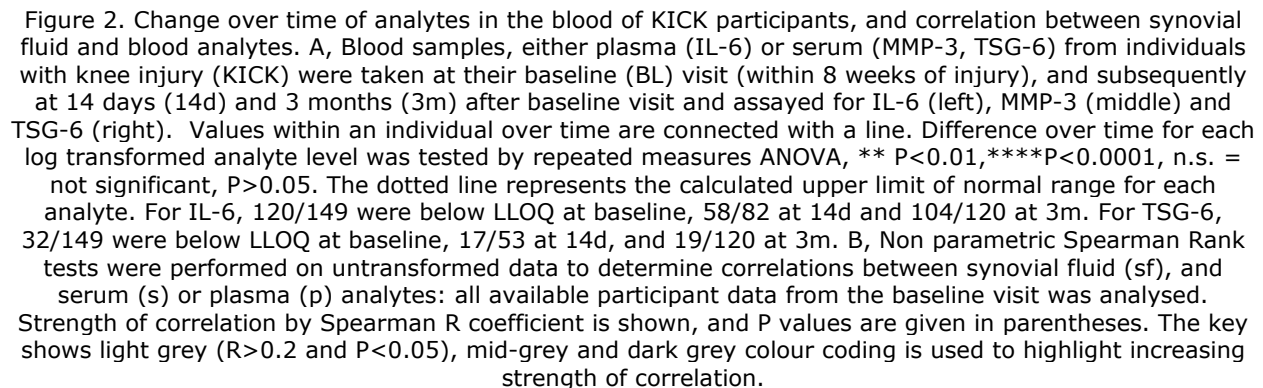 Figure 2. Change over time of analytes in the blood of KICK participants, and correlation between synovial
fluid and blood analytes. A, Blood samples, either plasma (IL-6) or serum (MMP-3, TSG-6) from individuals
with knee injury (KICK) were taken at their baseline (BL) visit (within 8 weeks of injury), and subsequently
at 14 days (14d) and 3 months (3m) after baseline visit and assayed for IL-6 (left), MMP-3 (middle) and
TSG-6 (right).  Values within an individual over time are connected with a line. Difference over time for each
log transformed analyte level was tested by repeated measures ANOVA, ** P<0.01,****P<0.0001, n.s. =
not significant, P>0.05. The dotted line represents the calculated upper limit of normal range for each
analyte. For IL-6, 120/149 were below LLOQ at baseline, 58/82 at 14d and 104/120 at 3m. For TSG-6,
32/149 were below LLOQ at baseline, 17/53 at 14d, and 19/120 at 3m. B, Non parametric Spearman Rank
tests were performed on untransformed data to determine correlations between synovial fluid (sf), and
serum (s) or plasma (p) analytes: all available participant data from the baseline visit was analysed.
Strength of correlation by Spearman R coefficient is shown, and P values are given in parentheses. The key
shows light grey (R>0.2 and P<0.05), mid-grey and dark grey colour coding is used to highlight increasing
strength of correlation.